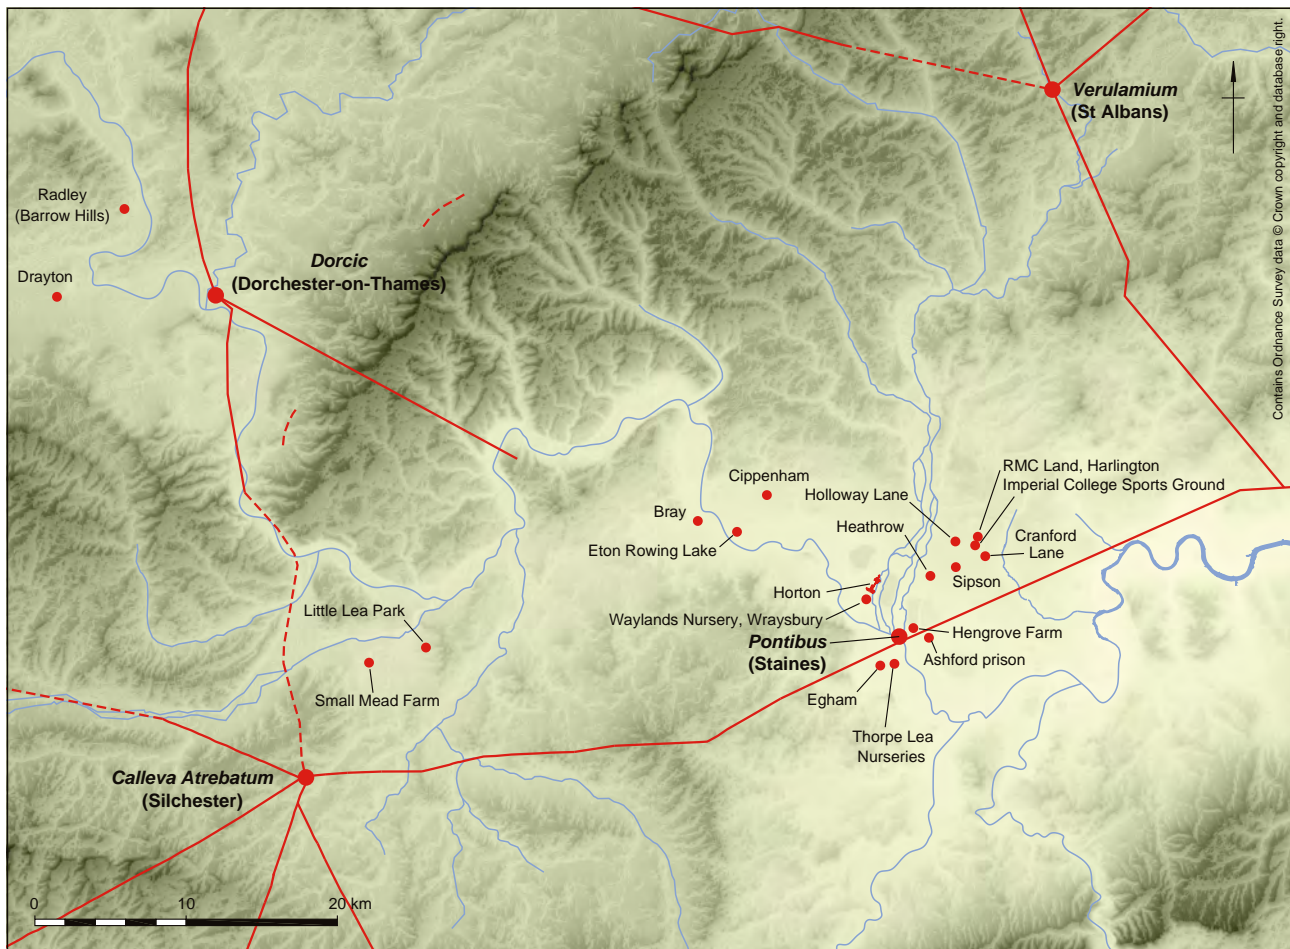 Contains Ordnance Survey data © Crown copyright and database right.
Verulamium
(St Albans)
Radley
(Barrow Hills)
Drayton
Dorcic
(Dorchester-on-Thames)
RMC Land, Harlington
Imperial College Sports Ground
Cippenham
Holloway Lane
Bray
Heathrow
Cranford
Lane
Eton Rowing Lake
Sipson
Horton
Little Lea Park
Waylands Nursery, Wraysbury
Hengrove Farm
Pontibus
(Staines)
Ashford prison
Small Mead Farm
Egham
Thorpe Lea
Nurseries
Calleva Atrebatum
(Silchester)
0
10
20 km